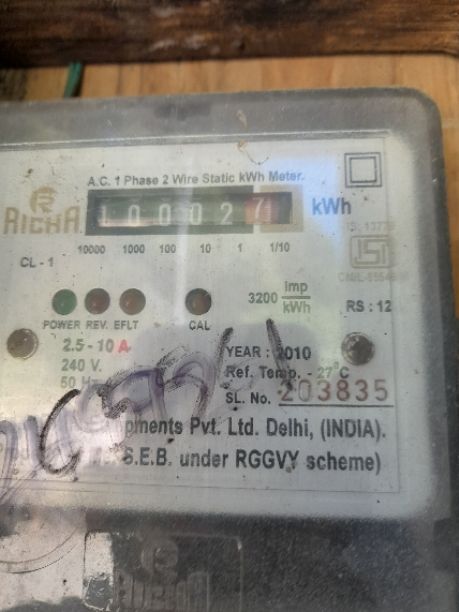 A.C. 1 Phase 2 Wire Static kWh Meter.
RICHA
100027 kWh
10000 1000 100 10 1 1/10
CL - 1
3200 imp/kWh
RS : 12
POWER REV. EFLT CAL
2.5 - 10 A
240 V.
50 Hz
YEAR : 2010
Ref. Temp. - 27°C
SL. No. 203835
pments Pvt. Ltd. Delhi, (INDIA).
S.E.B. under RGGVY scheme)